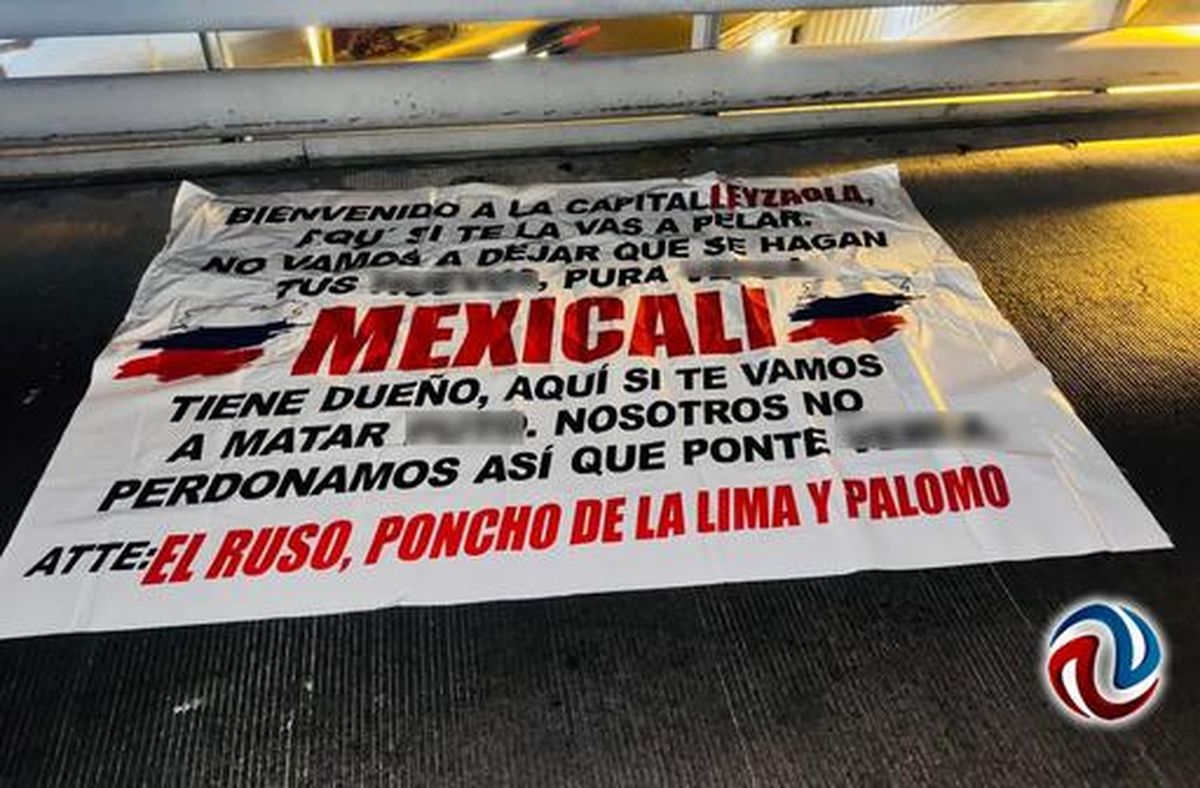 BIENVENIDO A LA CAPITAL LEYZAOLA,
AQUÍ SI TE LA VAS A PELAR.
NO VAMOS A DEJAR QUE SE HAGAN
TUS , PURA
MEXICALI
TIENE DUEÑO, AQUÍ SI TE VAMOS
A MATAR . NOSOTROS NO
PERDONAMOS ASÍ QUE PONTE
ATTE: EL RUSO, PONCHO DE LA LIMA Y PALOMO